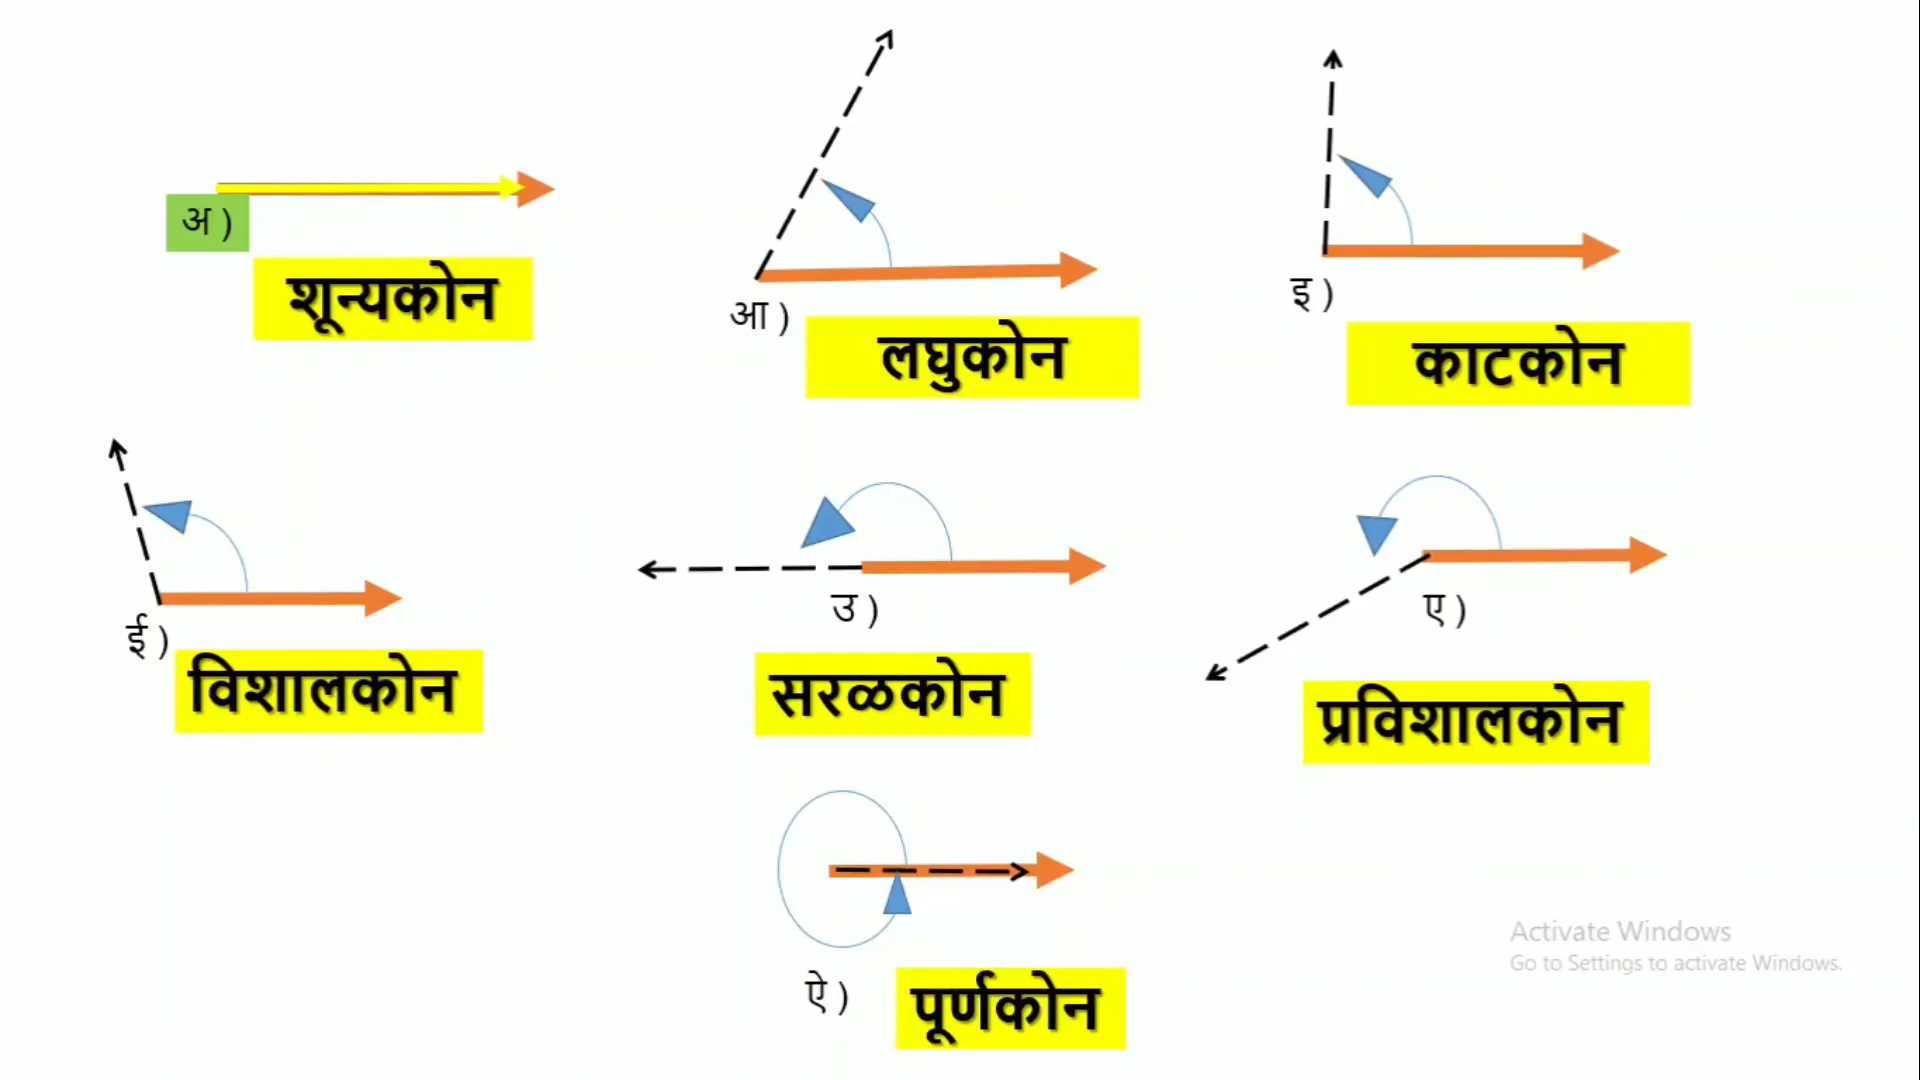 अ )
शून्यकोन
आ )
लघुकोन
इ )
काटकोन
ई )
विशालकोन
उ )
सरळकोन
ए )
प्रविशालकोन
ऐ )
पूर्णकोन
Activate Windows
Go to Settings to activate Windows.